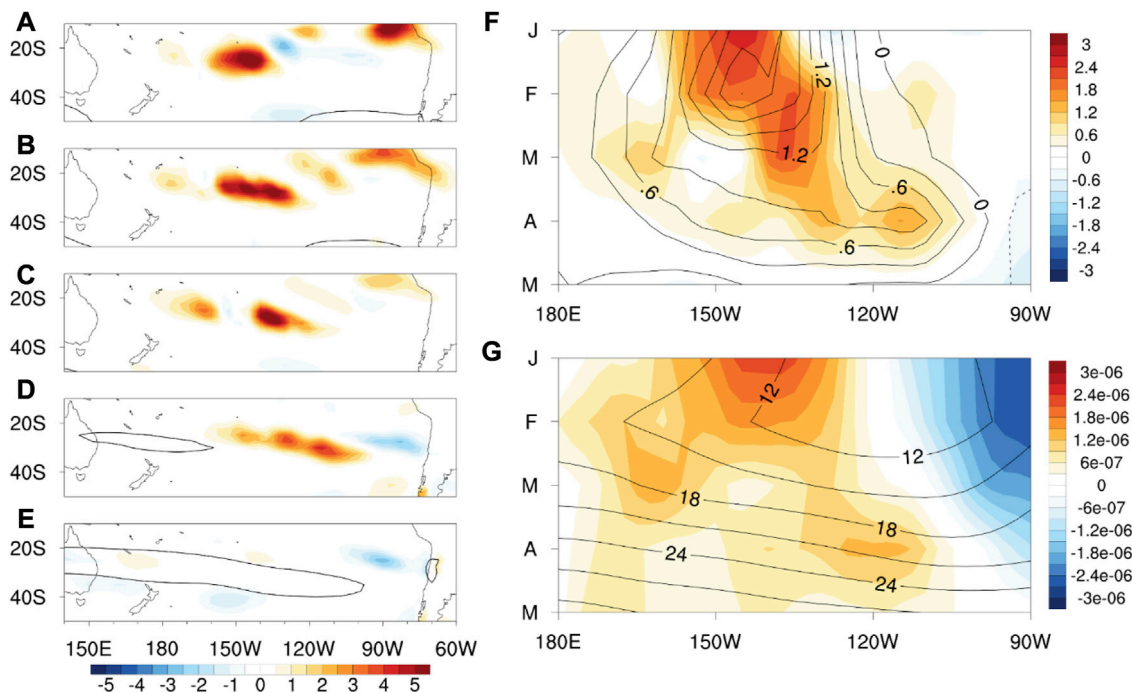 A
20S
40S
B
20S
40S
C
20S
40S
D
20S
40S
E
20S
40S
150E 180 150W 120W 90W 60W
-5 -4 -3 -2 -1 0 1 2 3 4 5
F
J
F
M
A
M
0
1.2
1.2
.6
.6
.6
0
180E 150W 120W 90W
3
2.4
1.8
1.2
0.6
0
-0.6
-1.2
-1.8
-2.4
-3
G
J
F
M
A
M
12
12
18
18
24
24
180E 150W 120W 90W
3e-06
2.4e-06
1.8e-06
1.2e-06
6e-07
0
-6e-07
-1.2e-06
-1.8e-06
-2.4e-06
-3e-06